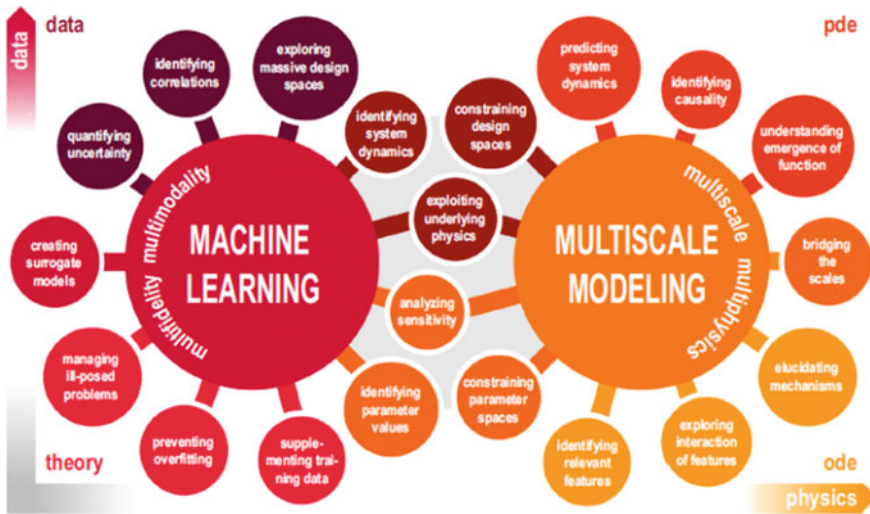 data
data
pde
identifying
correlations
exploring
massive design
spaces
predicting
system
dynamics
identifying
causality
quantifying
uncertainty
identifying
system
dynamics
constraining
design
spaces
understanding
emergence of
function
multifidelity multimodality
MACHINE
LEARNING
exploiting
underlying
physics
MULTISCALE
MODELING
multiscale multiphysics
creating
surrogate
models
bridging
the
scales
analyzing
sensitivity
managing
ill-posed
problems
identifying
parameter
values
constraining
parameter
spaces
elucidating
mechanisms
preventing
overfitting
supple-
menting trai-
ning data
identifying
relevant
features
exploring
interaction
of features
theory
ode
physics